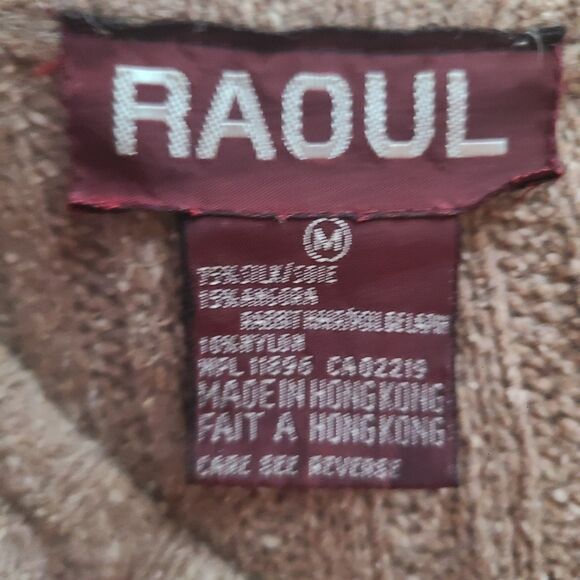 RAOUL
M
75% SILK/SOIE
15% ANGORA
RABBIT HAIR/POIL DE LAPIN
10% NYLON
WPL 11896 CA02219
MADE IN HONG KONG
FAIT A HONG KONG
CARE SEE REVERSE